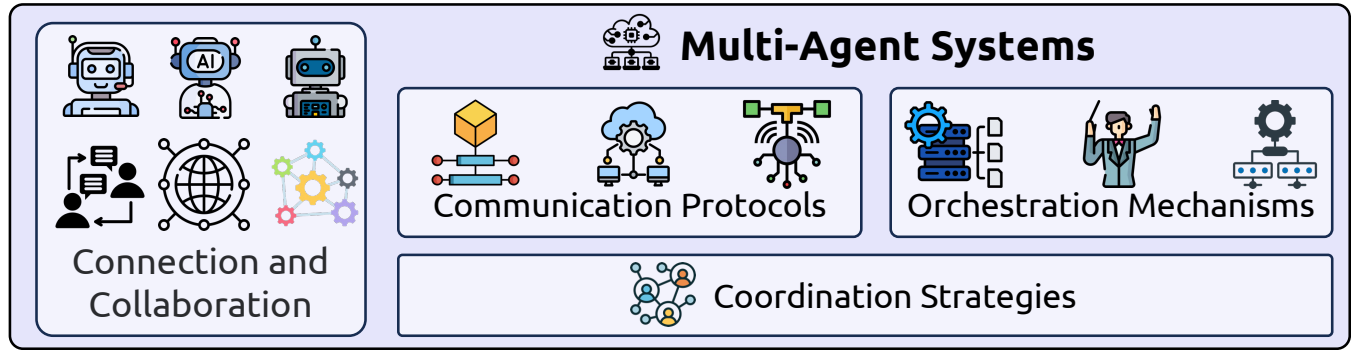 Multi-Agent Systems
AI
Connection and
Collaboration
Communication Protocols
Orchestration Mechanisms
Coordination Strategies